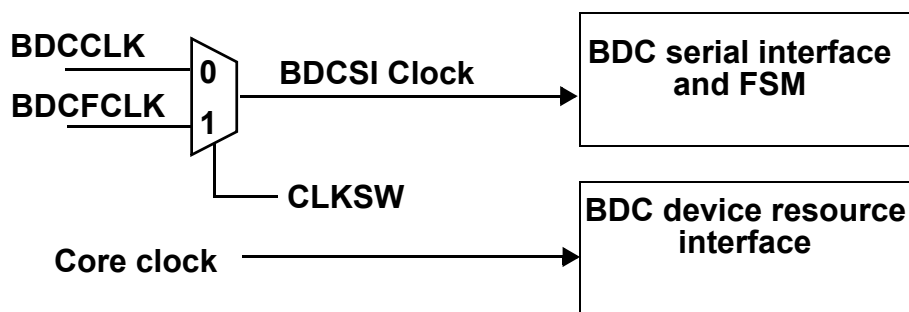 BDCCLK
0
BDCSI Clock
BDC serial interface
and FSM
BDCFCLK
1
CLKSW
BDC device resource
interface
Core clock